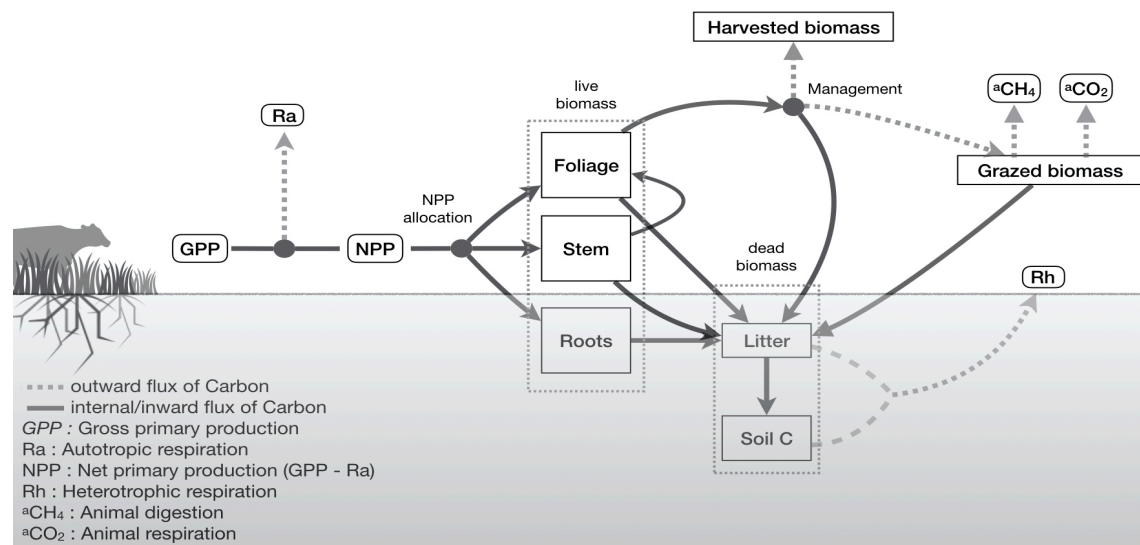 Harvested biomass
live
biomass
Management
ᵃCH₄
ᵃCO₂
Ra
Foliage
Grazed biomass
NPP
allocation
GPP
NPP
Stem
dead
biomass
Rh
Roots
Litter
Soil C
outward flux of Carbon
internal/inward flux of Carbon
GPP : Gross primary production
Ra : Autotropic respiration
NPP : Net primary production (GPP - Ra)
Rh : Heterotrophic respiration
ᵃCH₄ : Animal digestion
ᵃCO₂ : Animal respiration